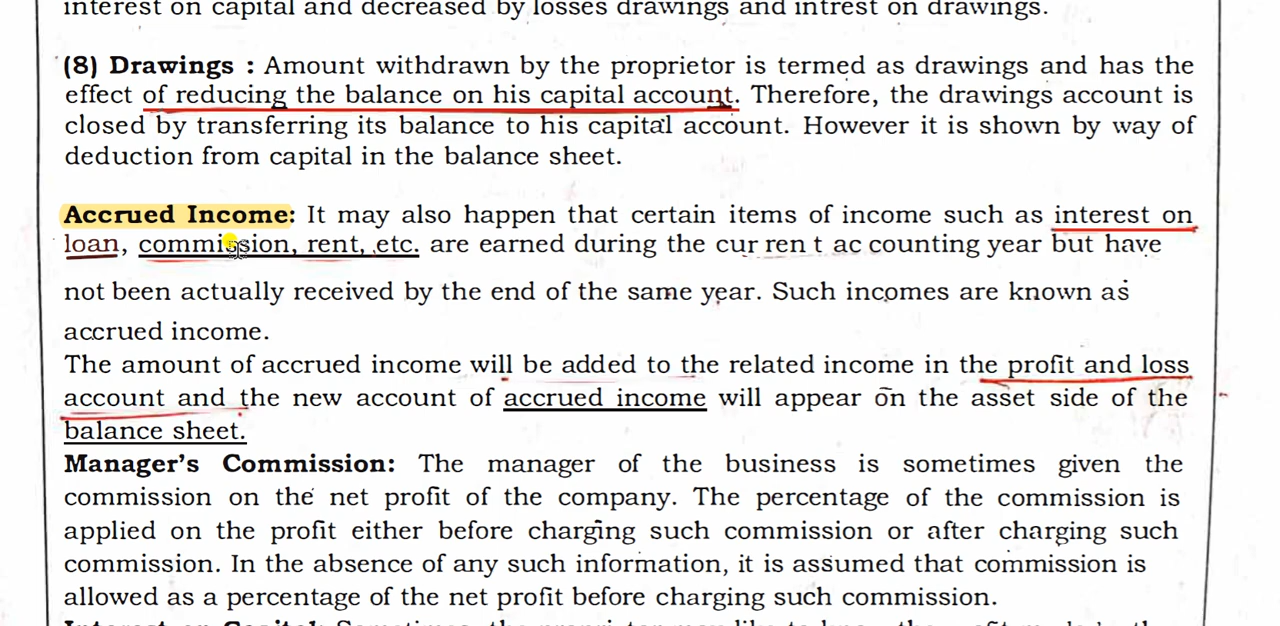 interest on capital and decreased by losses drawings and intrest on drawings.
(8) Drawings : Amount withdrawn by the proprietor is termed as drawings and has the
effect of reducing the balance on his capital account. Therefore, the drawings account is
closed by transferring its balance to his capital account. However it is shown by way of
deduction from capital in the balance sheet.
Accrued Income: It may also happen that certain items of income such as interest on
loan, commission, rent, etc. are earned during the cur ren t ac counting year but have
not been actually received by the end of the same year. Such incomes are known as
accrued income.
The amount of accrued income will be added to the related income in the profit and loss
account and the new account of accrued income will appear on the asset side of the
balance sheet.
Manager's Commission: The manager of the business is sometimes given the
commission on the net profit of the company. The percentage of the commission is
applied on the profit either before charging such commission or after charging such
commission. In the absence of any such information, it is assumed that commission is
allowed as a percentage of the net profit before charging such commission.